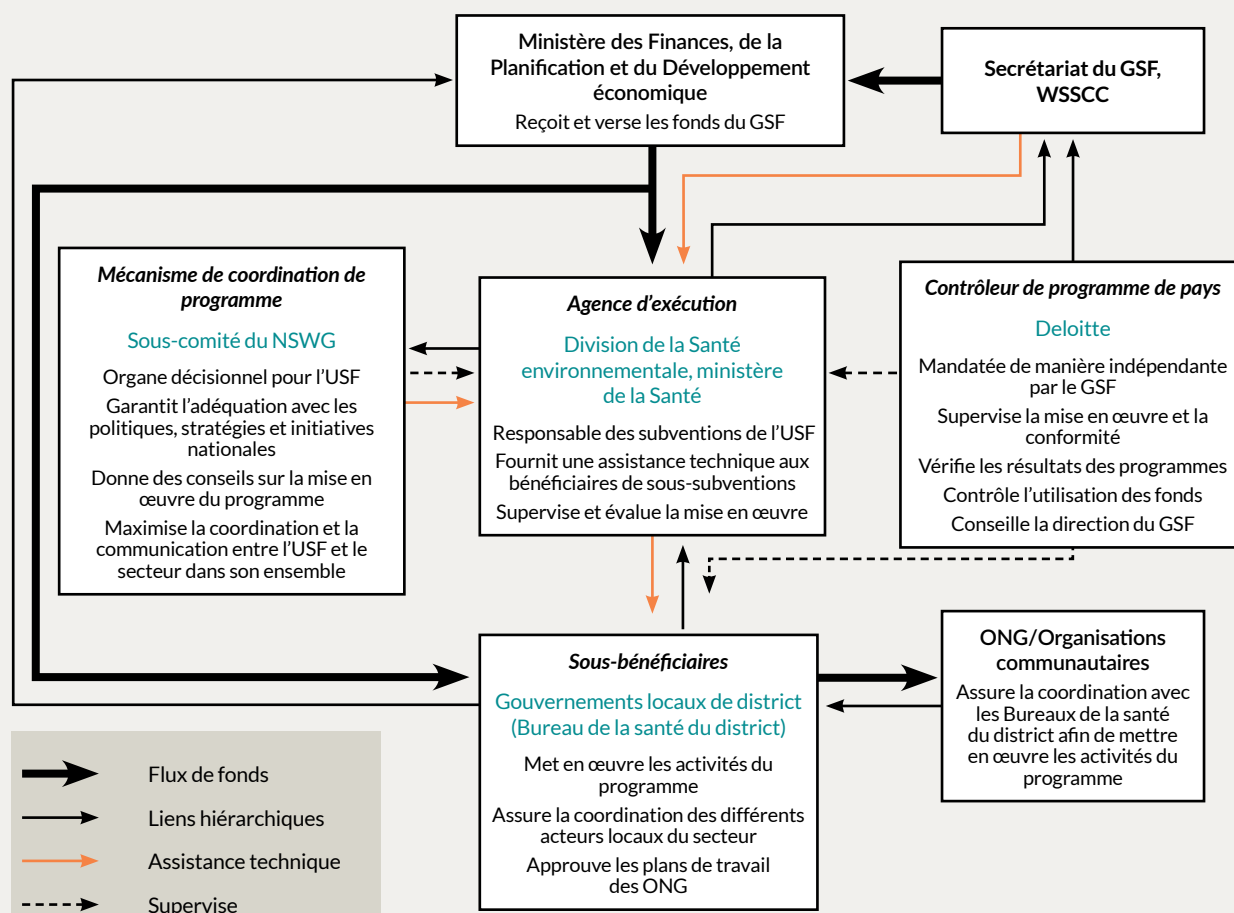 Ministère des Finances, de la
Planification et du Développement
économique
Reçoit et verse les fonds du GSF
Secrétariat du GSF,
WSSCC
Mécanisme de coordination de
programme
Sous-comité du NSWG
Organe décisionnel pour l’USF
Garantit l’adéquation avec les
politiques, stratégies et initiatives
nationales
Donne des conseils sur la mise en
œuvre du programme
Maximise la coordination et la
communication entre l’USF et le
secteur dans son ensemble
Agence d’exécution
Division de la Santé
environnementale, ministère
de la Santé
Responsable des subventions de l’USF
Fournit une assistance technique aux
bénéficiaires de sous-subventions
Supervise et évalue la mise en œuvre
Contrôleur de programme de pays
Deloitte
Mandatée de manière indépendante
par le GSF
Supervise la mise en œuvre et la
conformité
Vérifie les résultats des programmes
Contrôle l’utilisation des fonds
Conseille la direction du GSF
Sous-bénéficiaires
Gouvernements locaux de district
(Bureau de la santé du district)
Met en œuvre les activités du
programme
Assure la coordination des différents
acteurs locaux du secteur
Approuve les plans de travail
des ONG
ONG/Organisations
communautaires
Assure la coordination avec
les Bureaux de la santé
du district afin de mettre
en œuvre les activités du
programme
Flux de fonds
Liens hiérarchiques
Assistance technique
Supervise